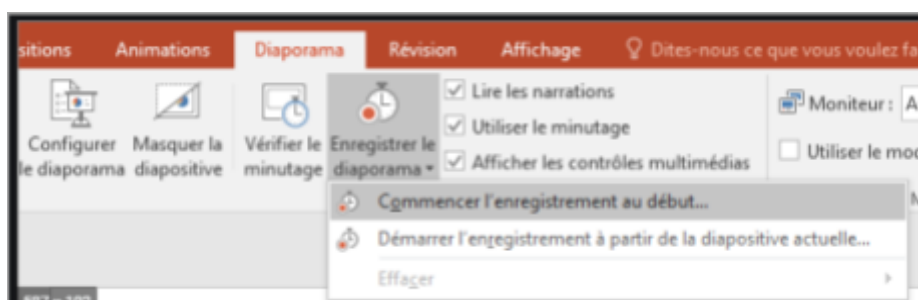 sitions Animations Diaporama Révision Affichage Dites-nous ce que vous voulez fa
Configurer le diaporama
Masquer la diapositive
Vérifier le minutage
Enregistrer le diaporama
Lire les narrations
Utiliser le minutage
Afficher les contrôles multimédias
Moniteur : A
Utiliser le mod
Commencer l'enregistrement au début...
Démarrer l'enregistrement à partir de la diapositive actuelle...
Effacer